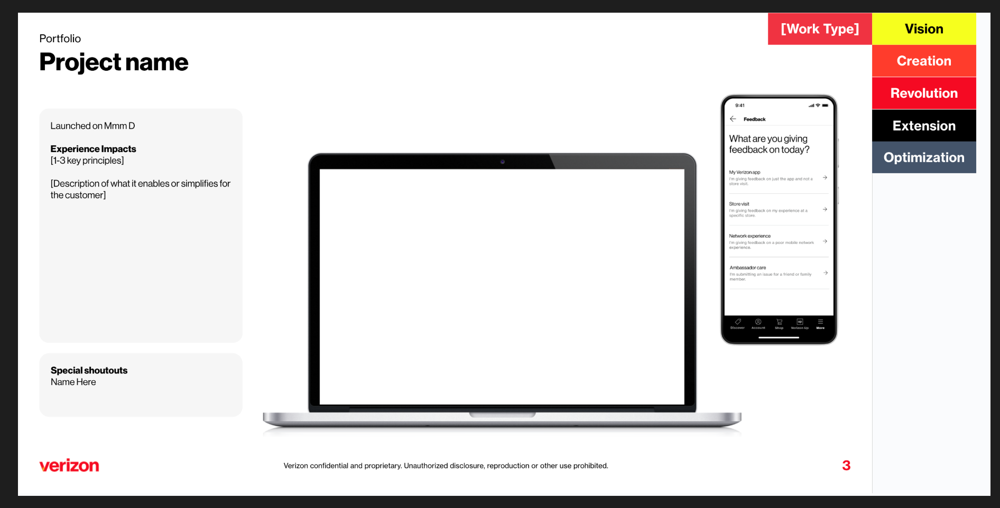 Portfolio
Project name
[Work Type]
Vision
Creation
Revolution
Extension
Optimization
Launched on Mmm D
Experience Impacts
[1-3 key principles]
[Description of what it enables or simplifies for
the customer]
Special shoutouts
Name Here
9:41
Feedback
What are you giving
feedback on today?
My Verizon app
I'm giving feedback on just the app and not a
store visit.
Store visit
I'm giving feedback on my experience at a
specific store.
Network experience
I'm giving feedback on a poor mobile network
experience.
Ambassador care
I'm submitting an issue for a friend or family
member.
up
Discover Account Shop Verizon Up More
verizon
Verizon confidential and proprietary. Unauthorized disclosure, reproduction or other use prohibited.
3